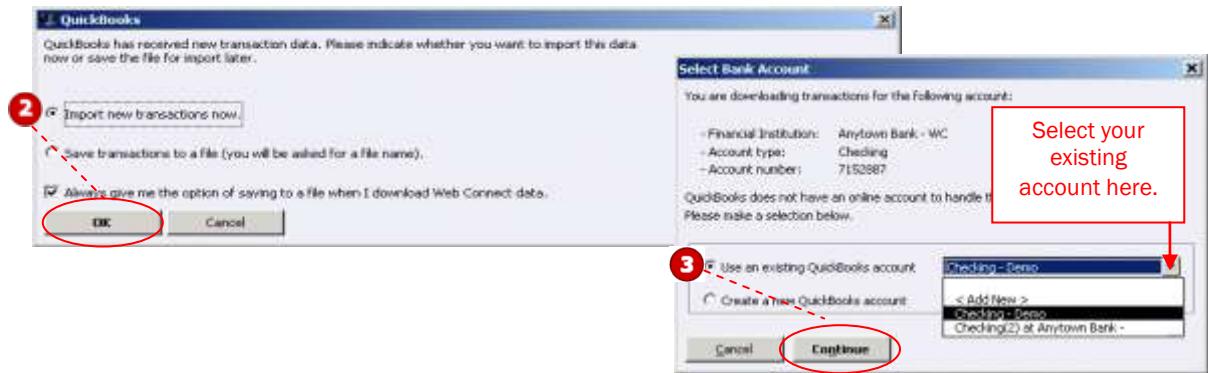 QuickBooks
QuickBooks has received new transaction data. Please indicate whether you want to import this data
now or save the file for import later.
2
Import new transactions now.
Save transactions to a file (you will be asked for a file name).
Always give me the option of saving to a file when I download Web Connect data.
OK Cancel
Select Bank Account
You are downloading transactions for the following account:
- Financial Institution: Anytown Bank - WC
- Account type: Checking
- Account number: 7152887
QuickBooks does not have an online account to handle th
Please make a selection below.
Select your
existing
account here.
3
Use an existing QuickBooks account Checking - Demo
Create a new QuickBooks account
< Add New >
Checking - Demo
Checking(2) at Anytown Bank -
Cancel Continue